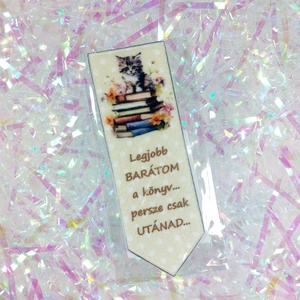 Legjobb
BARÁTOM
a könyv...
persze csak
UTÁNAD...